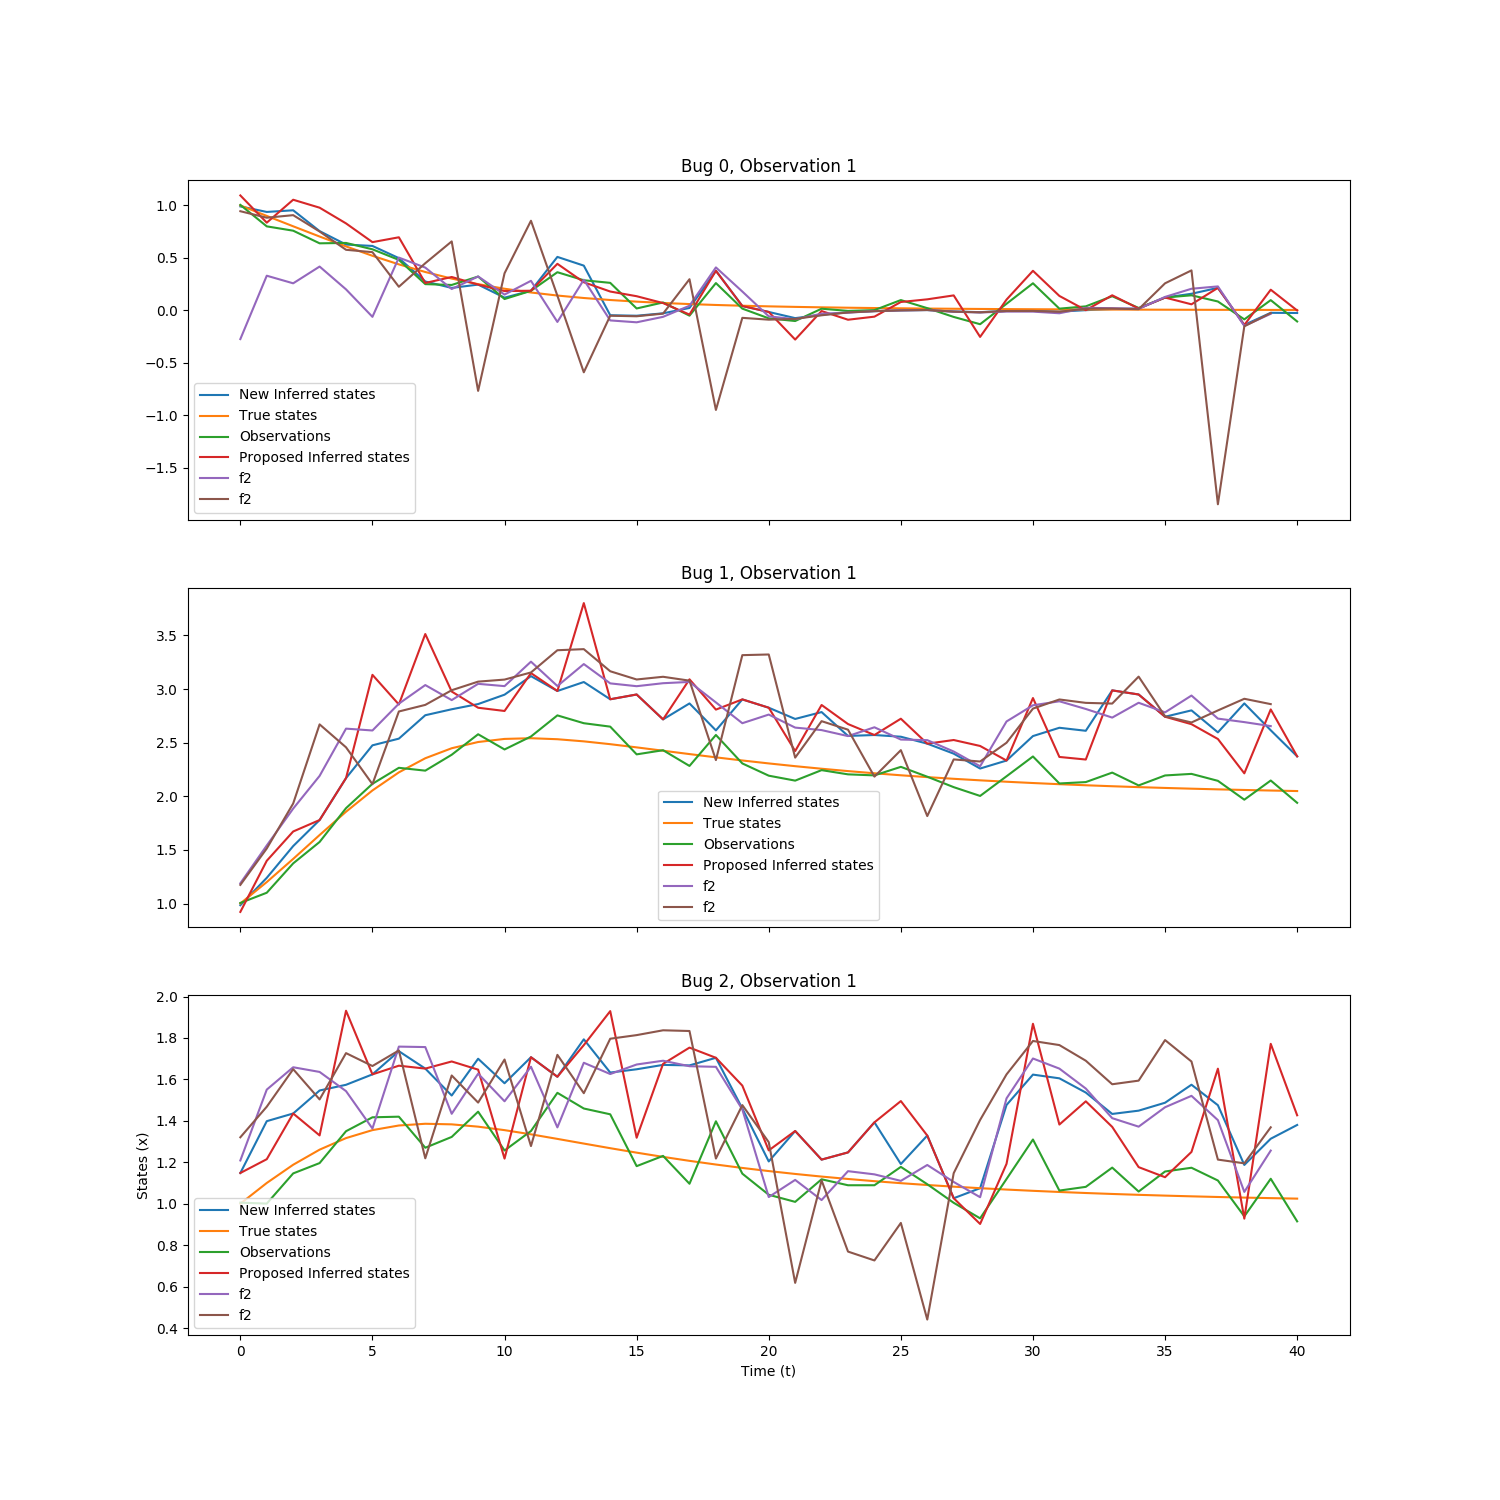 Bug 0, Observation 1
1.0
0.5
0.0
−0.5
−1.0
−1.5
New Inferred states
True states
Observations
Proposed Inferred states
f2
f2
Bug 1, Observation 1
3.5
3.0
2.5
2.0
1.5
1.0
New Inferred states
True states
Observations
Proposed Inferred states
f2
f2
Bug 2, Observation 1
2.0
1.8
1.6
1.4
1.2
1.0
0.8
0.6
0.4
States (x)
New Inferred states
True states
Observations
Proposed Inferred states
f2
f2
0 5 10 15 20 25 30 35 40
Time (t)